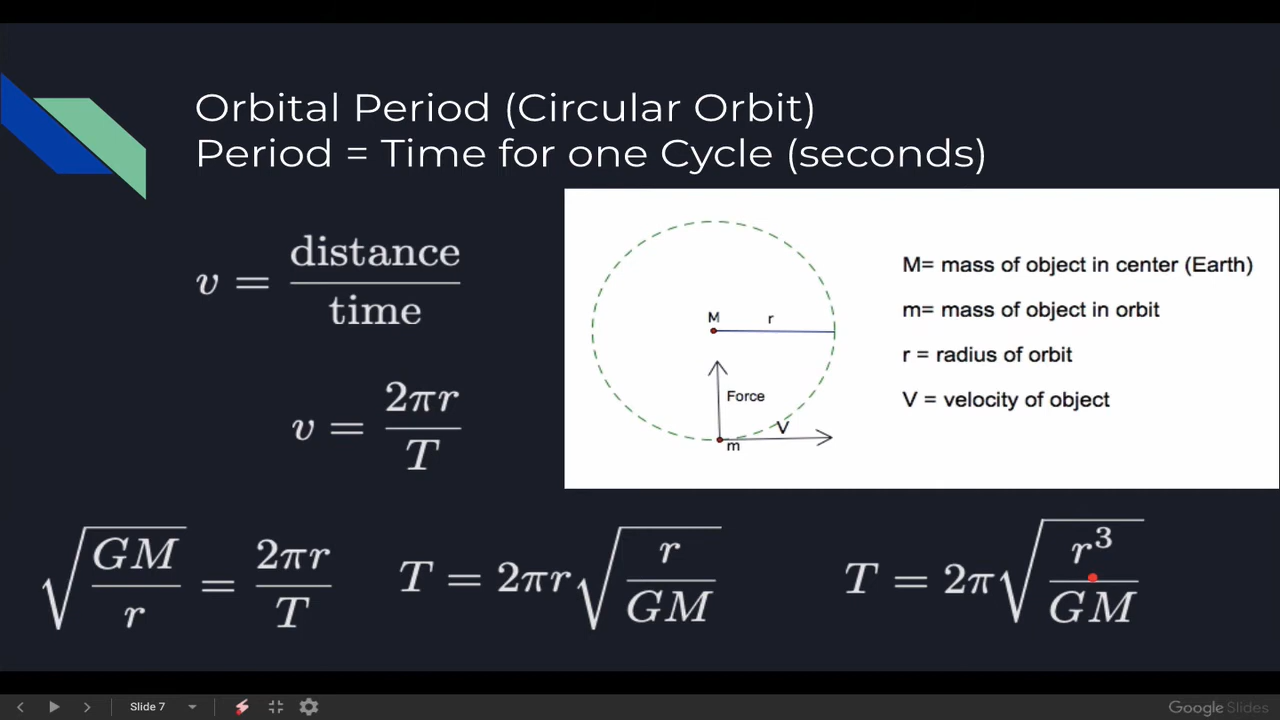 Orbital Period (Circular Orbit)
Period = Time for one Cycle (seconds)
v = distance/time
v = 2πr/T
M
r
Force
V
m
M= mass of object in center (Earth)
m= mass of object in orbit
r = radius of orbit
V = velocity of object
√(GM/r) = 2πr/T
T = 2πr√(r/GM)
T = 2π√(r³/GM)
Slide 7
Google Slides